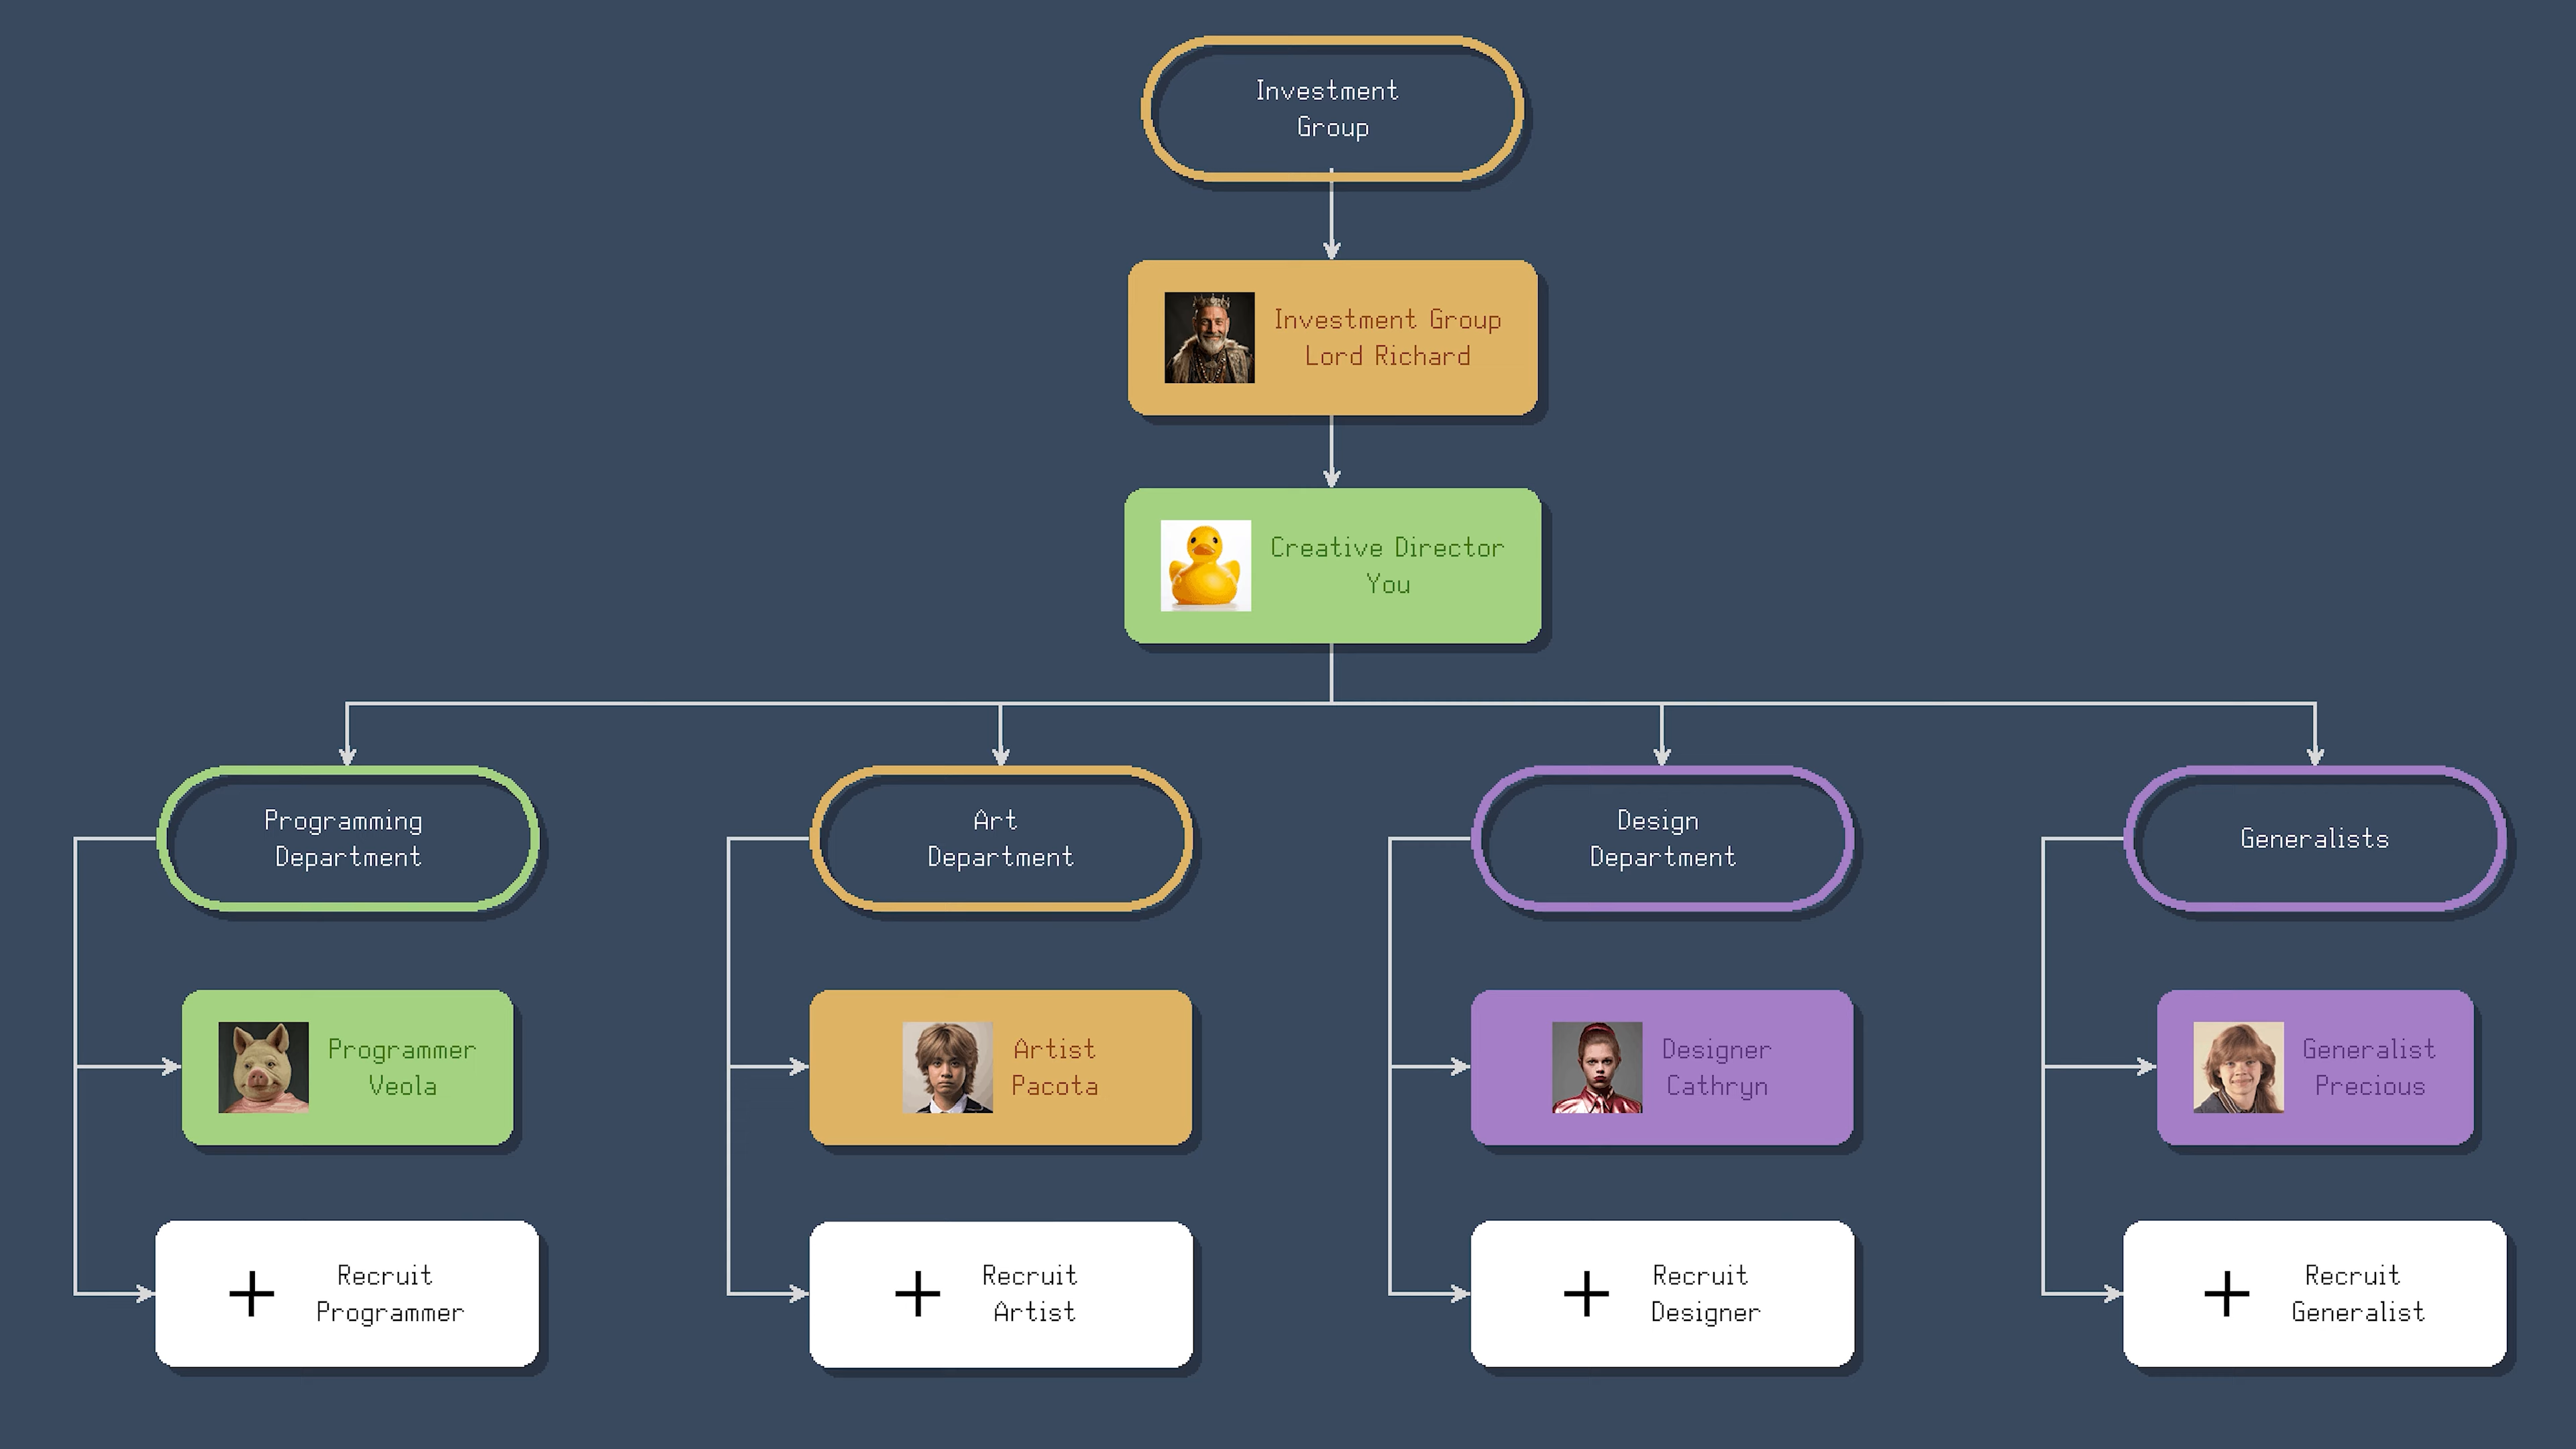 Investment
Group
Investment Group
Lord Richard
Creative Director
You
Programming
Department
Art
Department
Design
Department
Generalists
Programmer
Veola
Artist
Pacota
Designer
Cathryn
Generalist
Precious
Recruit
Programmer
Recruit
Artist
Recruit
Designer
Recruit
Generalist